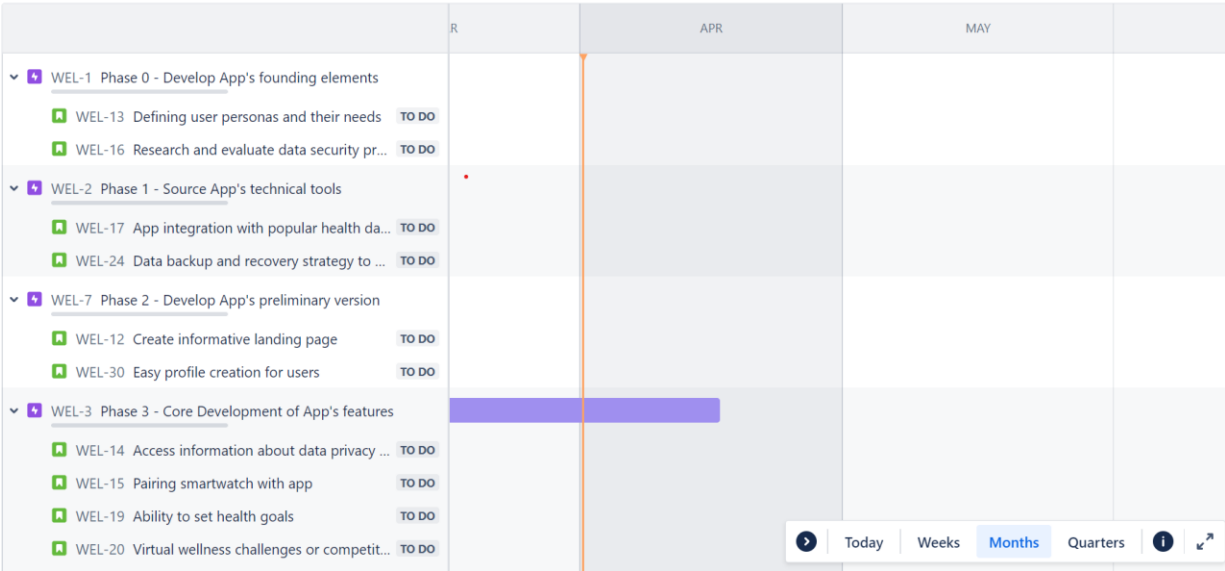 R APR MAY
WEL-1 Phase 0 - Develop App's founding elements
WEL-13 Defining user personas and their needs TO DO
WEL-16 Research and evaluate data security pr... TO DO
WEL-2 Phase 1 - Source App's technical tools
WEL-17 App integration with popular health da... TO DO
WEL-24 Data backup and recovery strategy to ... TO DO
WEL-7 Phase 2 - Develop App's preliminary version
WEL-12 Create informative landing page TO DO
WEL-30 Easy profile creation for users TO DO
WEL-3 Phase 3 - Core Development of App's features
WEL-14 Access information about data privacy ... TO DO
WEL-15 Pairing smartwatch with app TO DO
WEL-19 Ability to set health goals TO DO
WEL-20 Virtual wellness challenges or competit... TO DO
Today Weeks Months Quarters